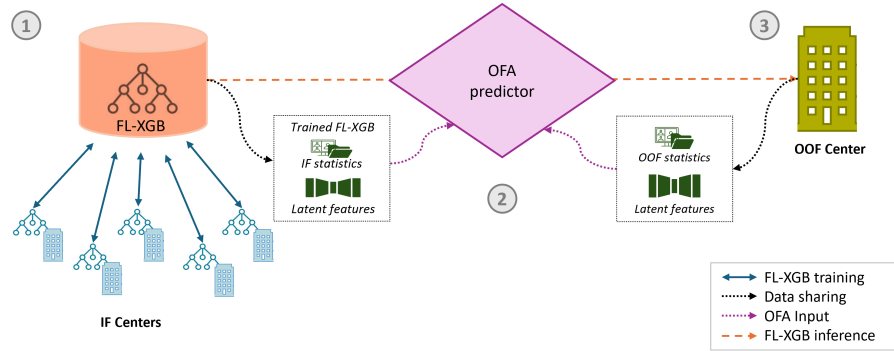 1
FL-XGB
IF Centers
Trained FL-XGB
IF statistics
Latent features
OFA
predictor
2
OOF statistics
Latent features
3
OOF Center
FL-XGB training
Data sharing
OFA Input
FL-XGB inference